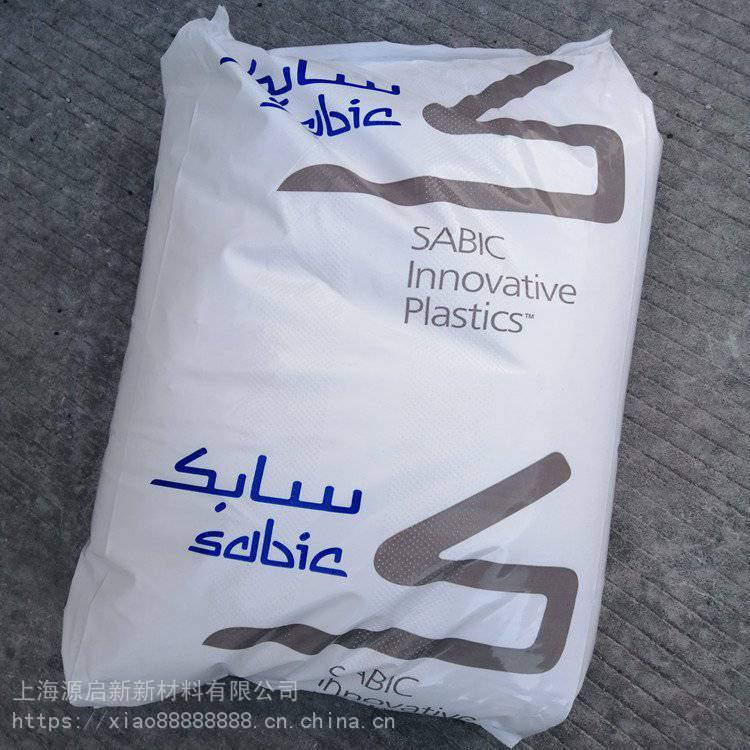 سابك
sabic
SABIC
Innovative
Plastics™
سابك
sabic
SABIC
Innovative
上海源启新新材料有限公司
https://xiao88888888.cn.china.cn